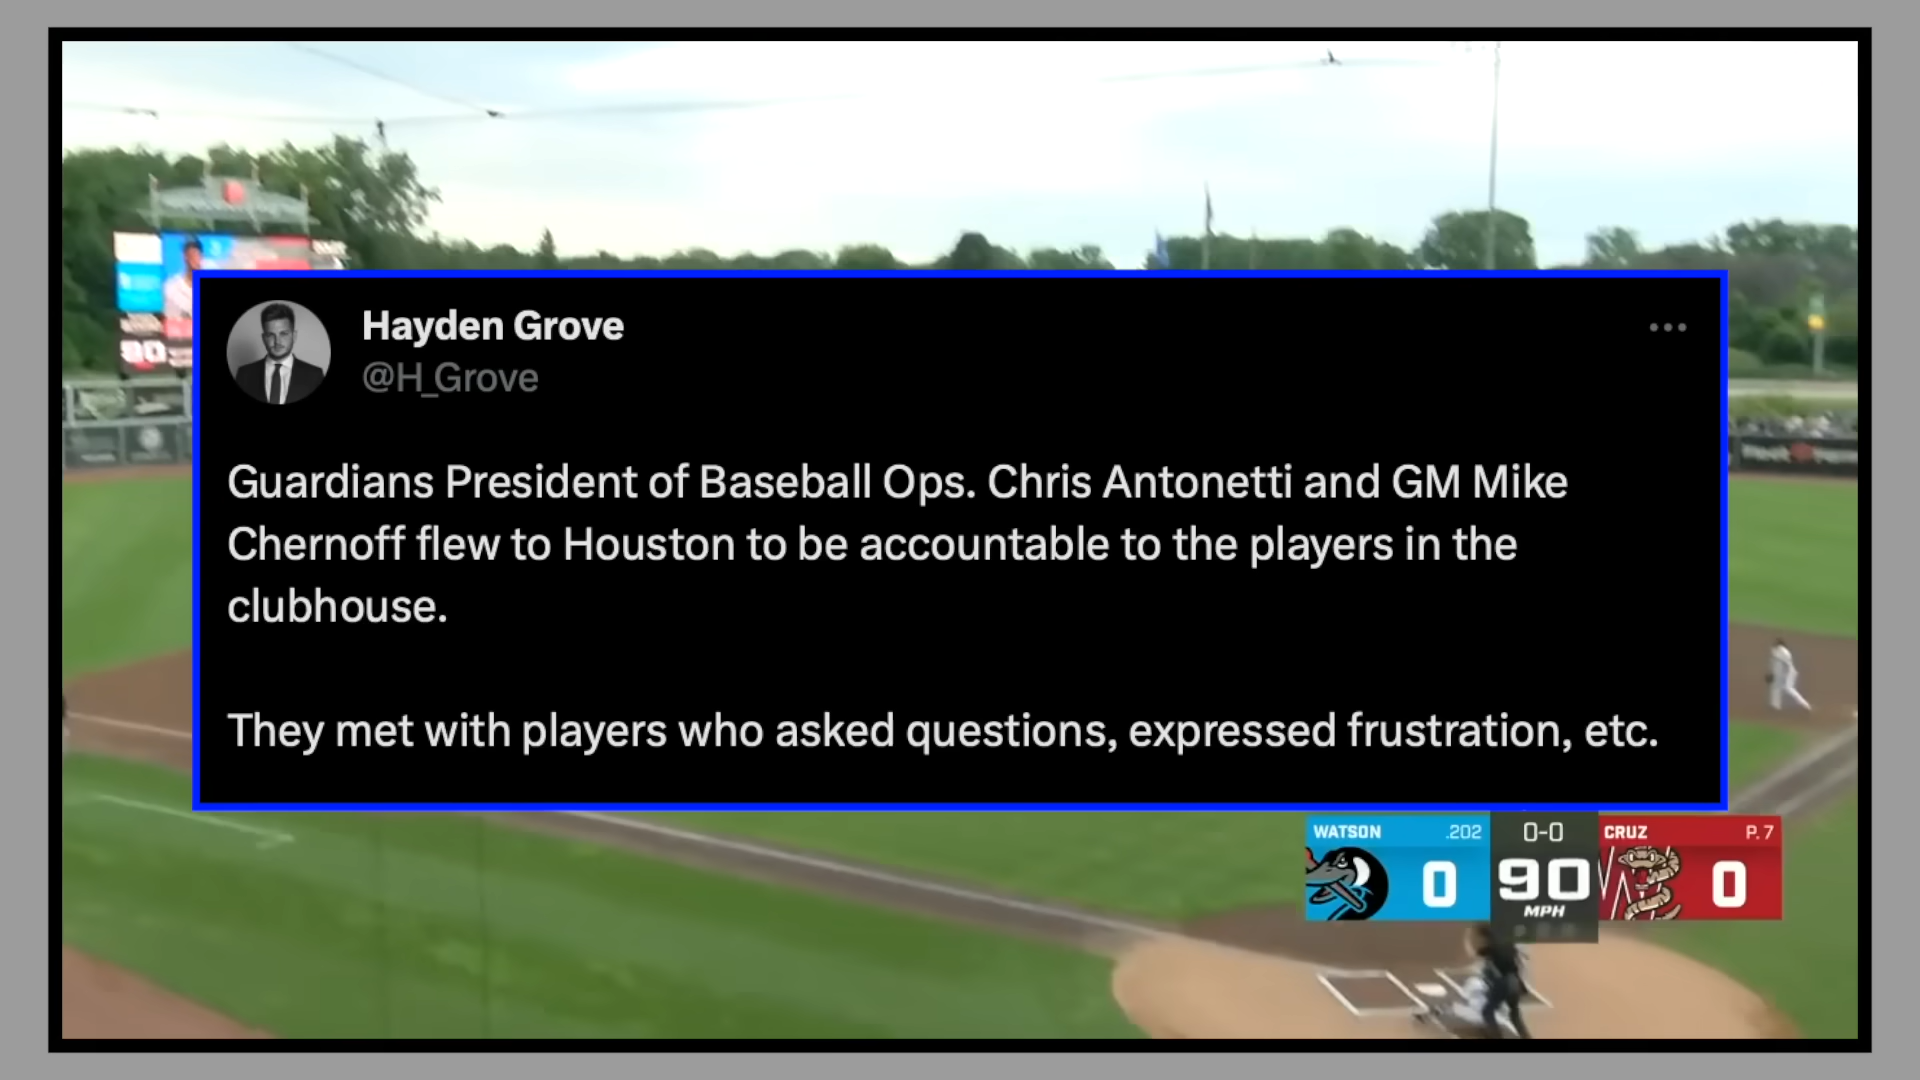 Hayden Grove
@H_Grove
Guardians President of Baseball Ops. Chris Antonetti and GM Mike
Chernoff flew to Houston to be accountable to the players in the
clubhouse.
They met with players who asked questions, expressed frustration, etc.
WATSON .202 0-0 CRUZ P. 7
0 90 0
MPH